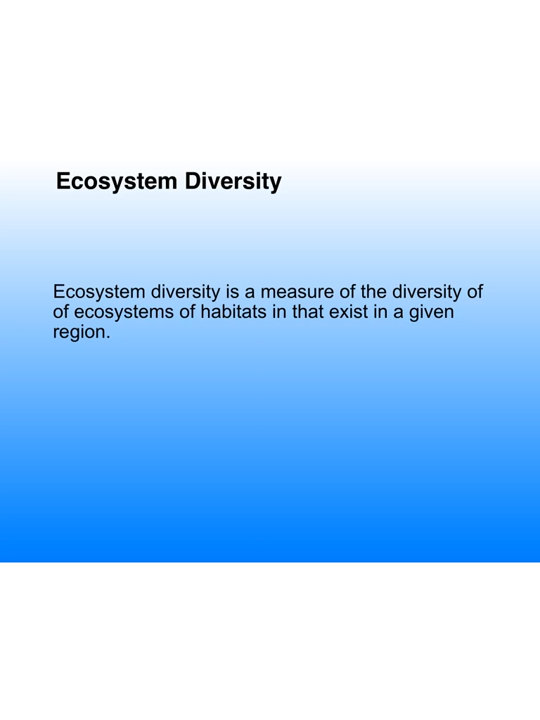 Ecosystem Diversity
Ecosystem diversity is a measure of the diversity of
of ecosystems of habitats in that exist in a given
region.